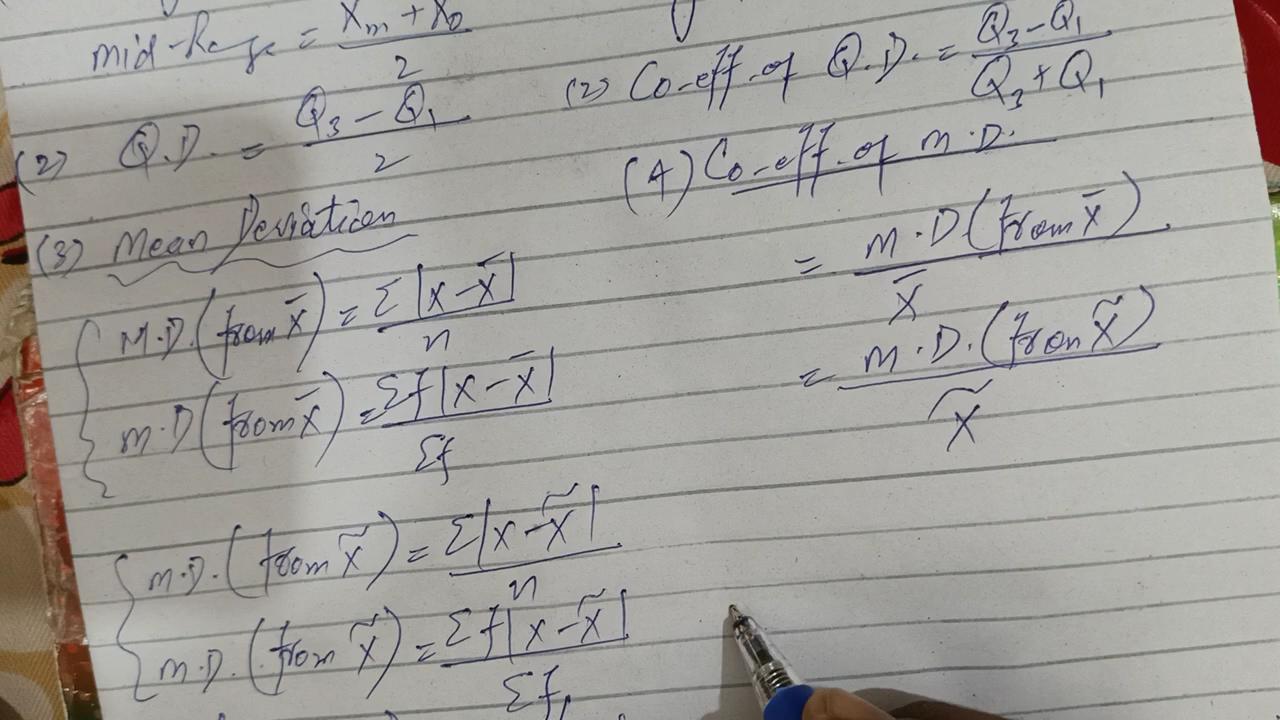 mid-Range = Xm + X0 / 2
(2) Q.D. = Q3 - Q1 / 2
(3) Mean Deviation
M.D. (from X̄) = Σ|X - X̄| / n
m.D (from X̄) = Σf|X - X̄| / Σf
m.D. (from X̃) = Σ|X - X̃| / n
m.D. (from X̃) = Σf|X - X̃| / Σf
(2) Co-eff. of Q.D. = Q3 - Q1 / Q3 + Q1
(4) Co-eff. of m.D.
= m.D (from X̄) / X̄
= m.D. (from X̃) / X̃